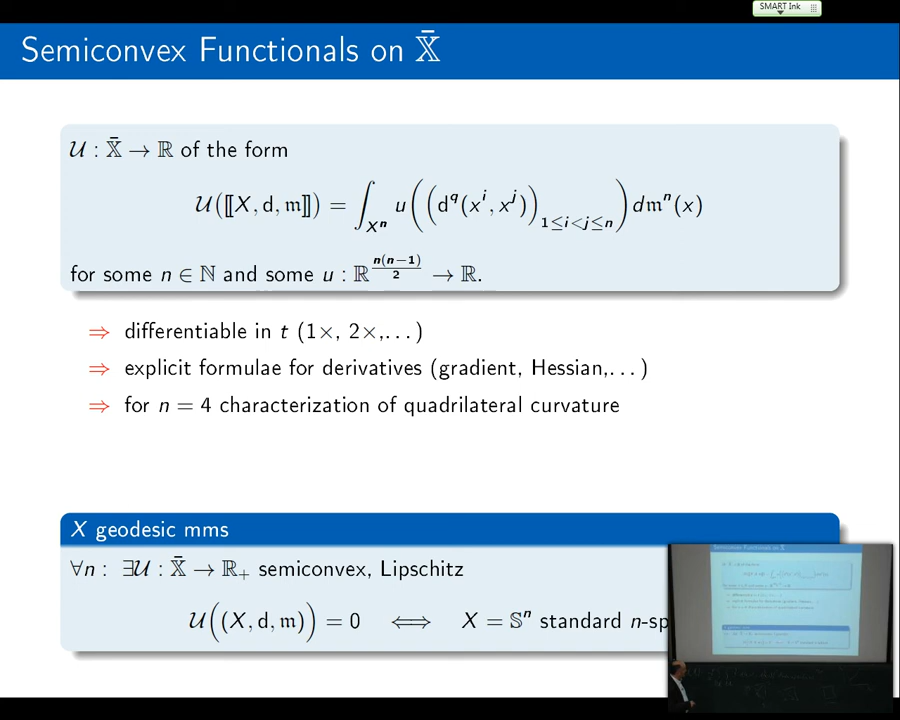 SMART Ink
Semiconvex Functionals on 𝕏̄
𝒰 : 𝕏̄ → ℝ of the form
𝒰(⟦X, d, 𝔪⟧) = ∫_{Xⁿ} u((d^q(x^i, x^j))_{1≤i<j≤n}) d𝔪ⁿ(x)
for some n ∈ ℕ and some u : ℝ^{n(n−1)/2} → ℝ.
⇒ differentiable in t (1×, 2×,...)
⇒ explicit formulae for derivatives (gradient, Hessian,...)
⇒ for n = 4 characterization of quadrilateral curvature
X geodesic mms
∀n : ∃𝒰 : 𝕏̄ → ℝ₊ semiconvex, Lipschitz
𝒰((X, d, 𝔪)) = 0 ⟺ X = 𝕊ⁿ standard n-sp